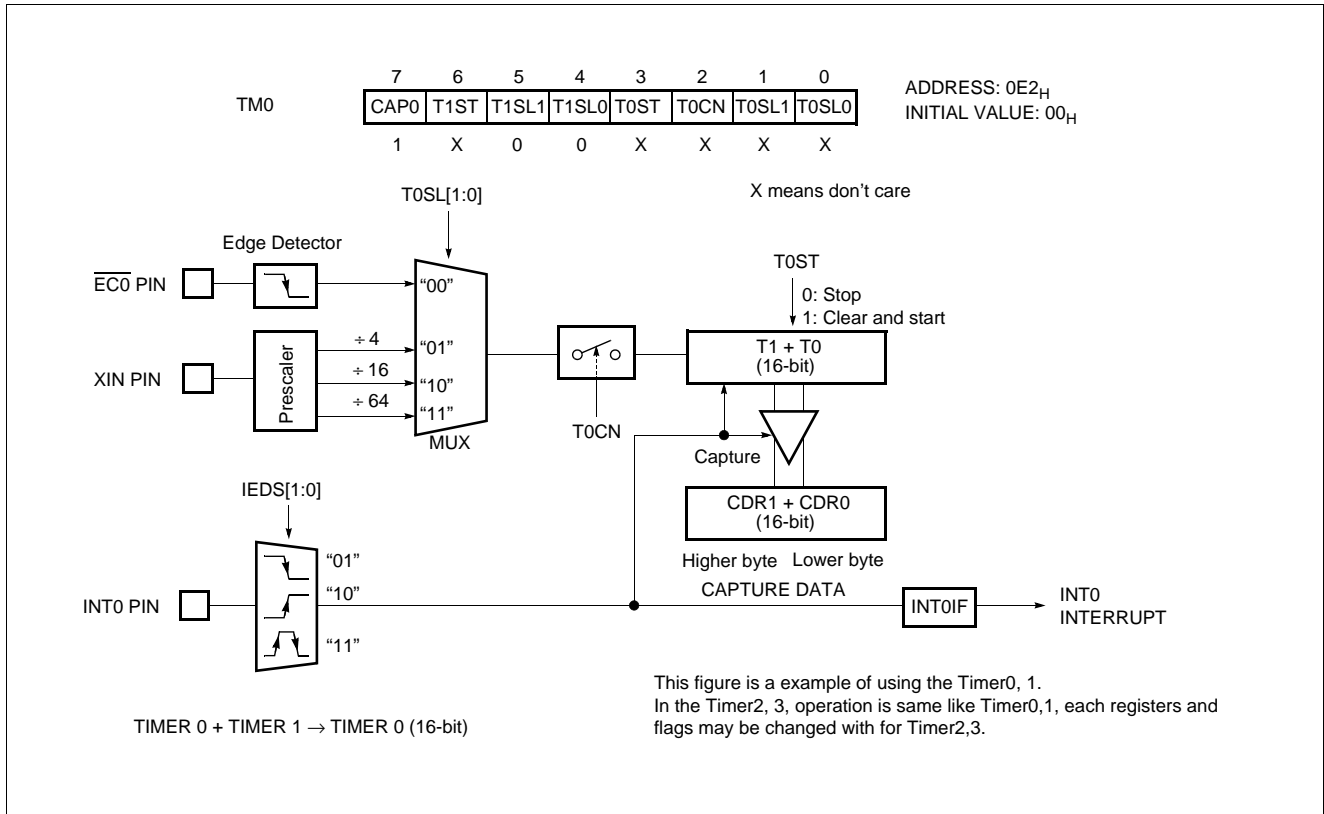 7 6 5 4 3 2 1 0
TM0
CAP0 T1ST T1SL1 T1SL0 T0ST T0CN T0SL1 T0SL0
ADDRESS: 0E2H
INITIAL VALUE: 00H
1 X 0 0 X X X X
X means don't care
T0SL[1:0]
Edge Detector
EC0 PIN
“00”
T0ST
0: Stop
1: Clear and start
XIN PIN
Prescaler
÷ 4
÷ 16
÷ 64
“01”
“10”
“11”
MUX
T0CN
T1 + T0
(16-bit)
Capture
CDR1 + CDR0
(16-bit)
Higher byte Lower byte
CAPTURE DATA
IEDS[1:0]
“01”
“10”
“11”
INT0 PIN
INT0IF
INT0
INTERRUPT
TIMER 0 + TIMER 1 → TIMER 0 (16-bit)
This figure is a example of using the Timer0, 1.
In the Timer2, 3, operation is same like Timer0,1, each registers and
flags may be changed with for Timer2,3.